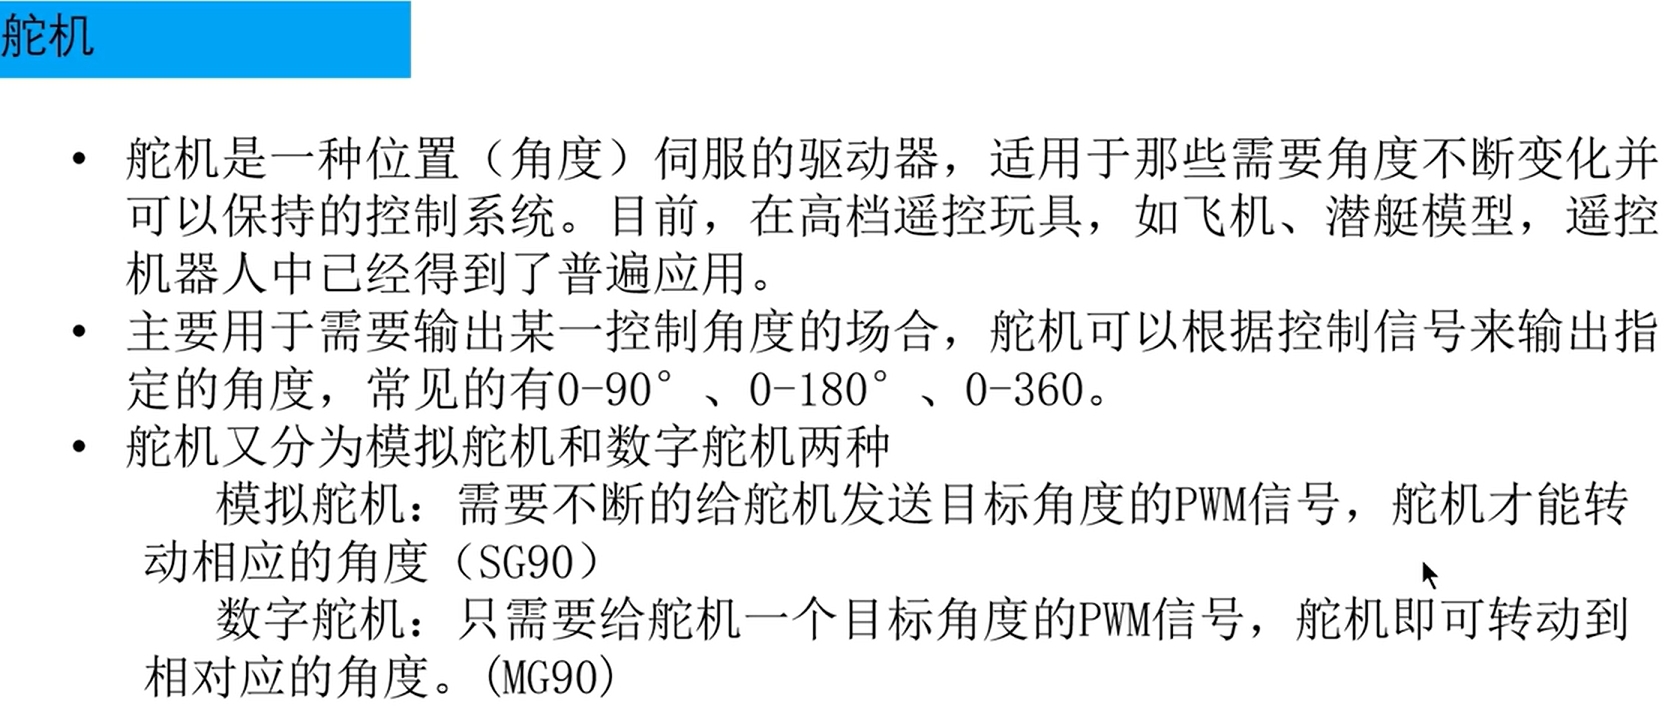 舵机
• 舵机是一种位置（角度）伺服的驱动器，适用于那些需要角度不断变化并
可以保持的控制系统。目前，在高档遥控玩具，如飞机、潜艇模型，遥控
机器人中已经得到了普遍应用。
• 主要用于需要输出某一控制角度的场合，舵机可以根据控制信号来输出指
定的角度，常见的有0-90°、0-180°、0-360。
• 舵机又分为模拟舵机和数字舵机两种
模拟舵机：需要不断的给舵机发送目标角度的PWM信号，舵机才能转
动相应的角度（SG90）
数字舵机：只需要给舵机一个目标角度的PWM信号，舵机即可转动到
相对应的角度。(MG90)